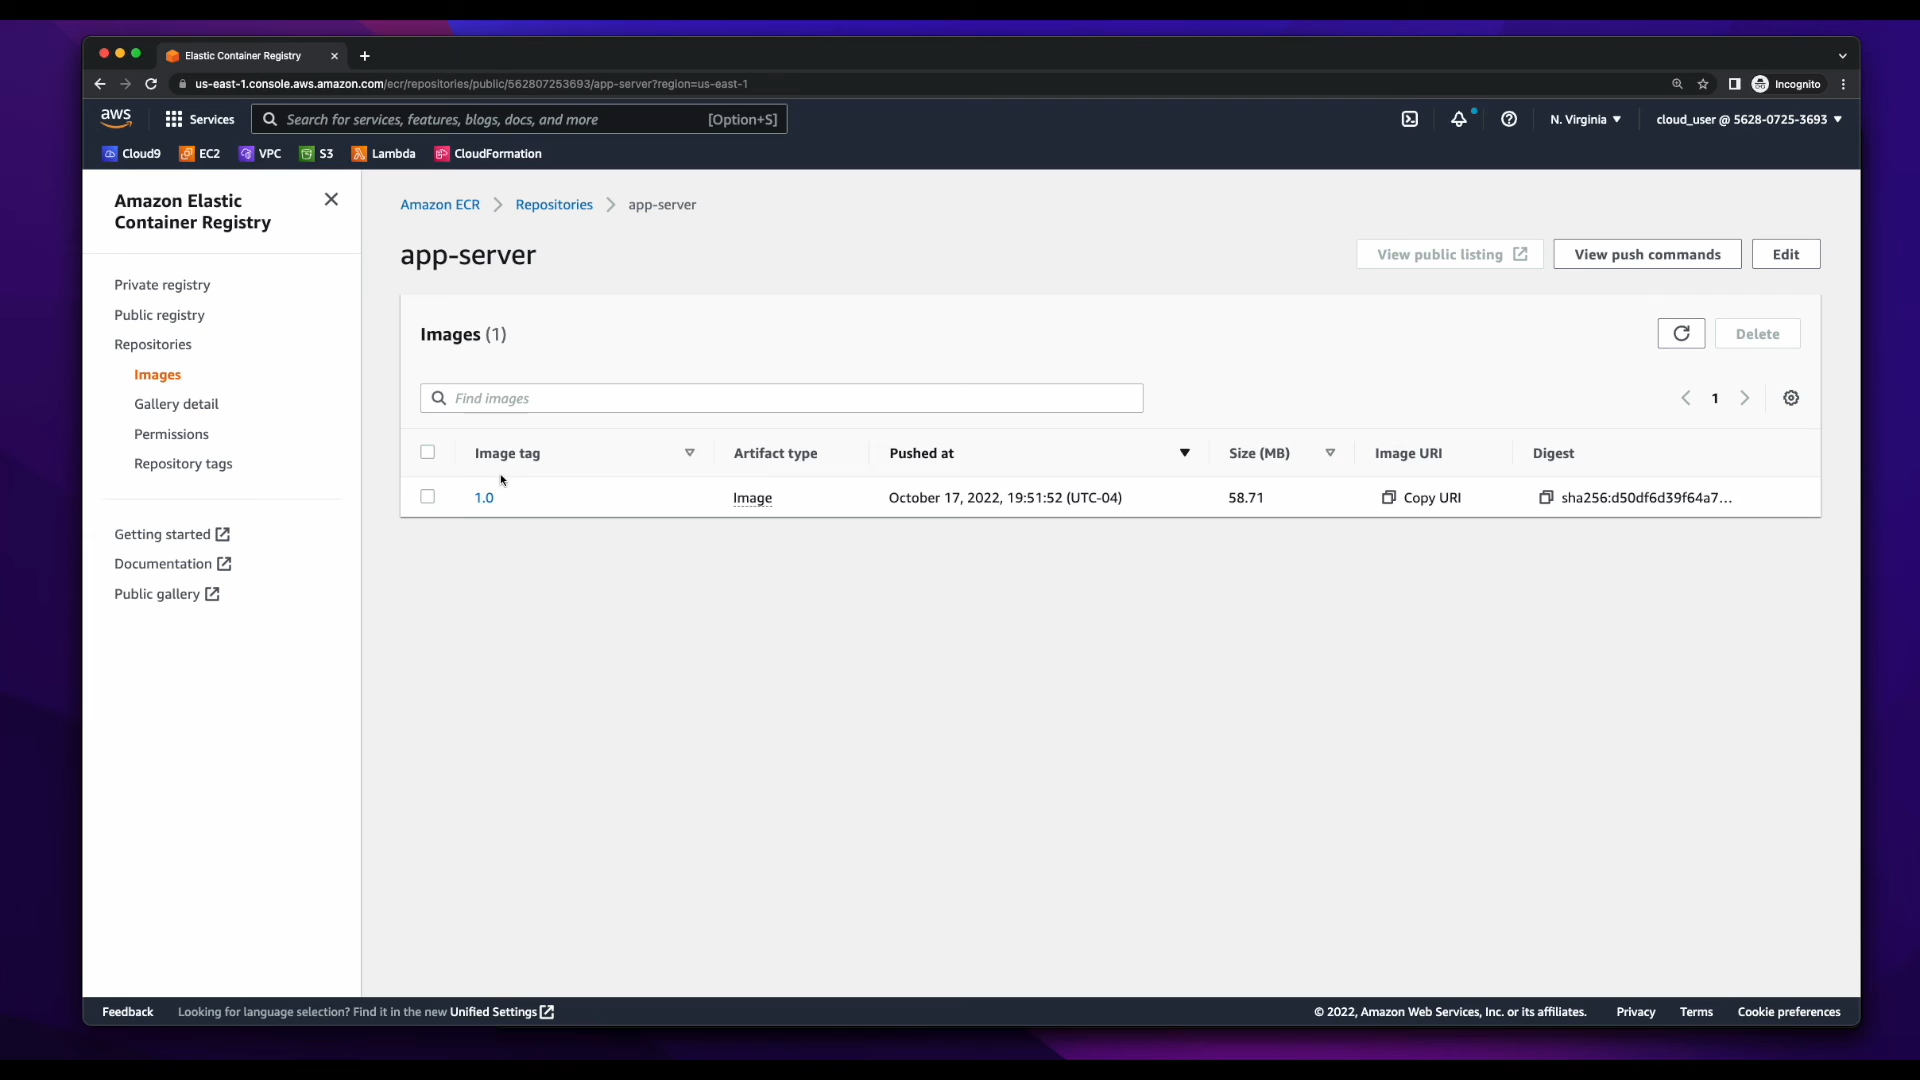 Elastic Container Registry
us-east-1.console.aws.amazon.com/ecr/repositories/public/562807253693/app-server?region=us-east-1
Incognito
aws
Services
Search for services, features, blogs, docs, and more
[Option+S]
N. Virginia
cloud_user @ 5628-0725-3693
Cloud9
EC2
VPC
S3
Lambda
CloudFormation
Amazon Elastic
Container Registry
Private registry
Public registry
Repositories
Images
Gallery detail
Permissions
Repository tags
Getting started
Documentation
Public gallery
Amazon ECR
Repositories
app-server
app-server
View public listing
View push commands
Edit
Images (1)
Delete
Find images
1
Image tag
Artifact type
Pushed at
Size (MB)
Image URI
Digest
1.0
Image
October 17, 2022, 19:51:52 (UTC-04)
58.71
Copy URI
sha256:d50df6d39f64a7...
Feedback
Looking for language selection? Find it in the new Unified Settings
© 2022, Amazon Web Services, Inc. or its affiliates.
Privacy
Terms
Cookie preferences